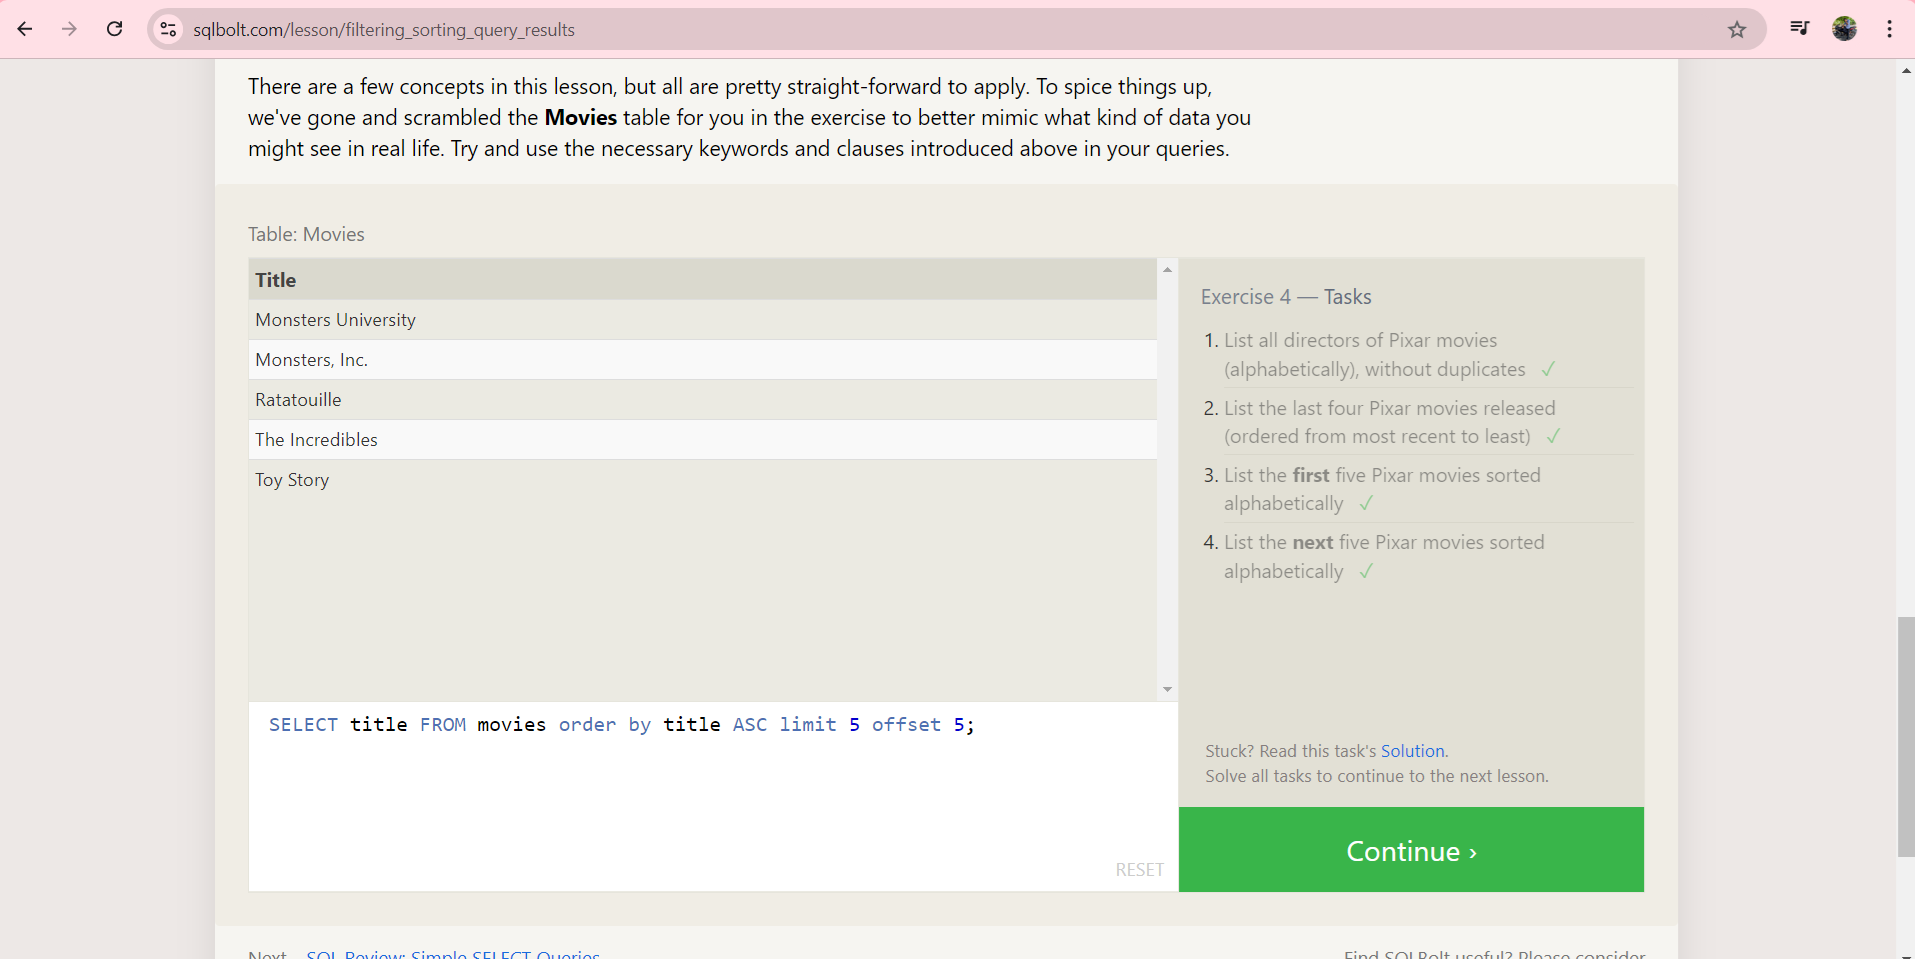 sqlbolt.com/lesson/filtering_sorting_query_results
There are a few concepts in this lesson, but all are pretty straight-forward to apply. To spice things up,
we've gone and scrambled the Movies table for you in the exercise to better mimic what kind of data you
might see in real life. Try and use the necessary keywords and clauses introduced above in your queries.
Table: Movies
Title
Monsters University
Monsters, Inc.
Ratatouille
The Incredibles
Toy Story
SELECT title FROM movies order by title ASC limit 5 offset 5;
RESET
Exercise 4 — Tasks
1. List all directors of Pixar movies
(alphabetically), without duplicates ✓
2. List the last four Pixar movies released
(ordered from most recent to least) ✓
3. List the first five Pixar movies sorted
alphabetically ✓
4. List the next five Pixar movies sorted
alphabetically ✓
Stuck? Read this task's Solution.
Solve all tasks to continue to the next lesson.
Continue ›
Next – SQL Review: Simple SELECT Queries
Find SQLBolt useful? Please consider